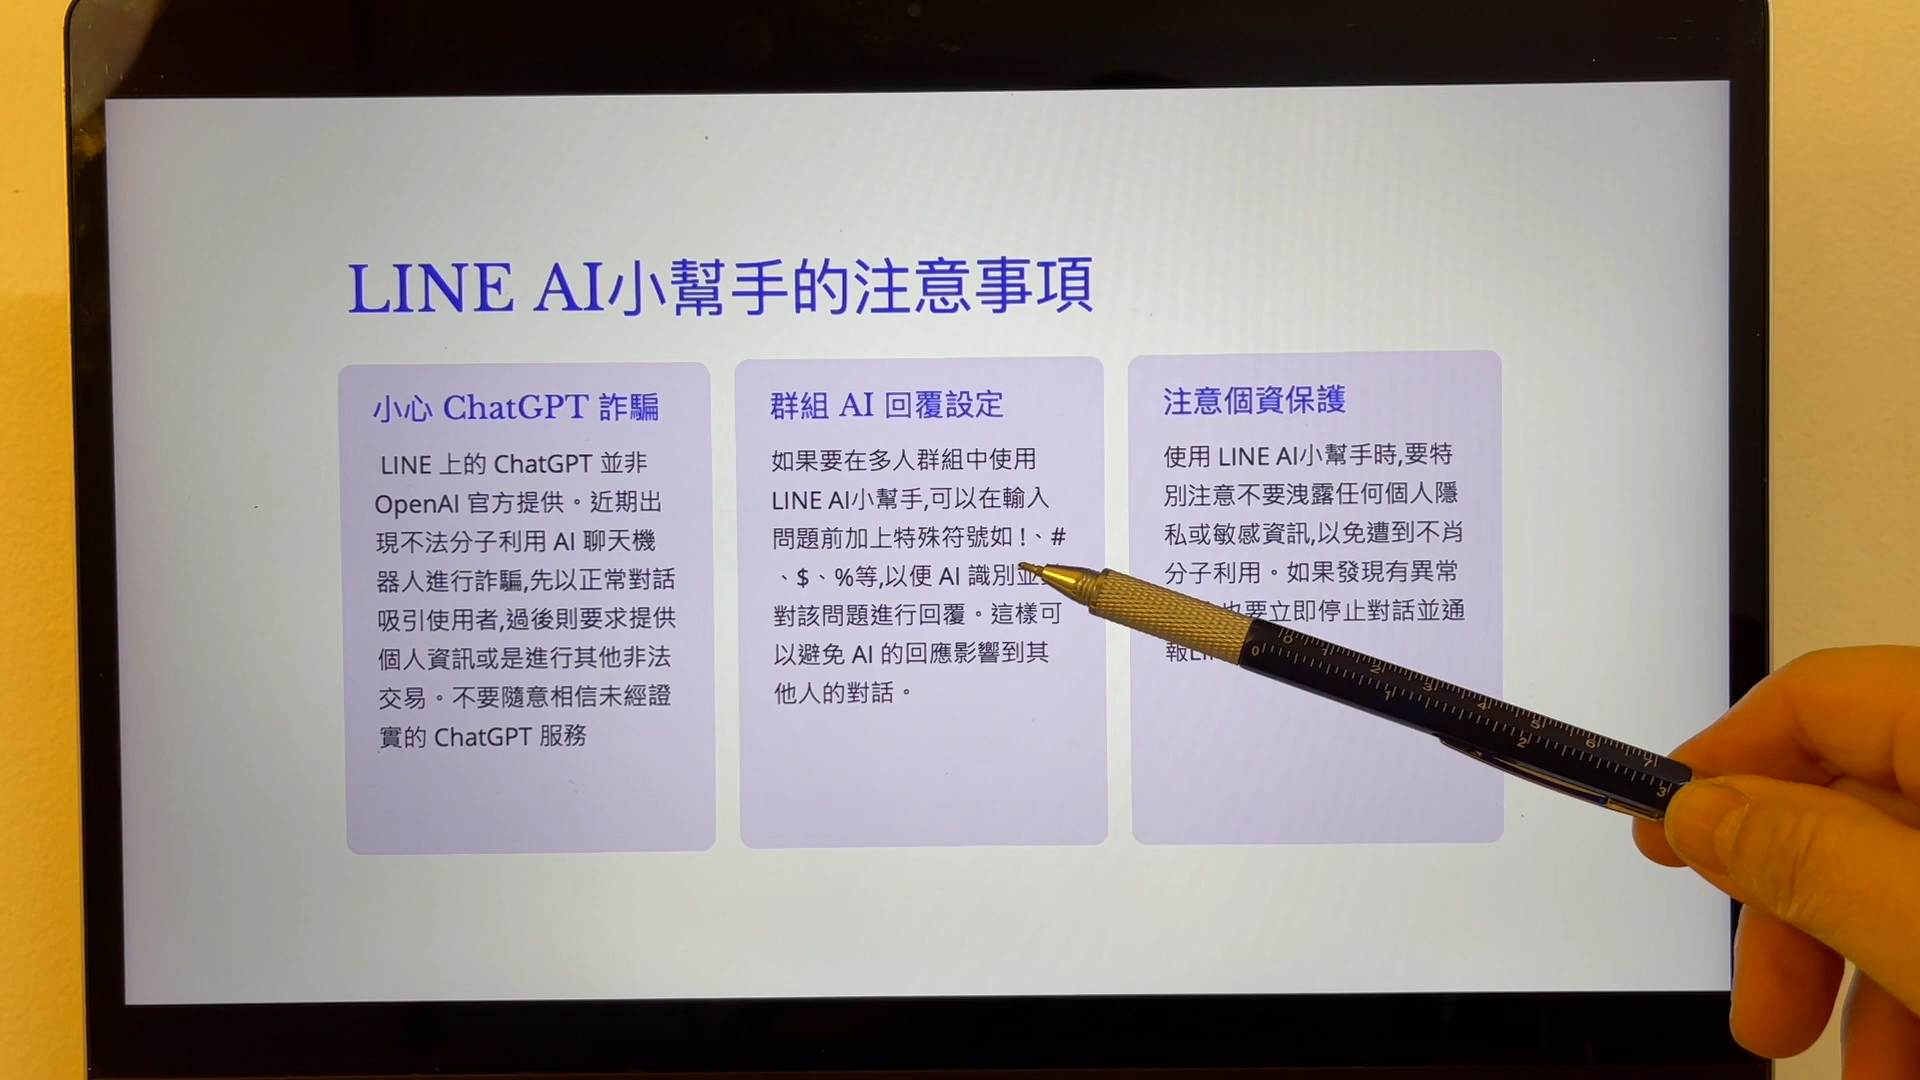 LINE AI小幫手的注意事項
小心 ChatGPT 詐騙
LINE 上的 ChatGPT 並非
OpenAI 官方提供。近期出
現不法分子利用 AI 聊天機
器人進行詐騙,先以正常對話
吸引使用者,過後則要求提供
個人資訊或是進行其他非法
交易。不要隨意相信未經證
實的 ChatGPT 服務
群組 AI 回覆設定
如果要在多人群組中使用
LINE AI小幫手,可以在輸入
問題前加上特殊符號如 !、#
、$、%等,以便 AI 識別並
對該問題進行回覆。這樣可
以避免 AI 的回應影響到其
他人的對話。
注意個資保護
使用 LINE AI小幫手時,要特
別注意不要洩露任何個人隱
私或敏感資訊,以免遭到不肖
分子利用。如果發現有異常
也要立即停止對話並通
報
0 1 2 3 4 5 6 7
0 1 2 3